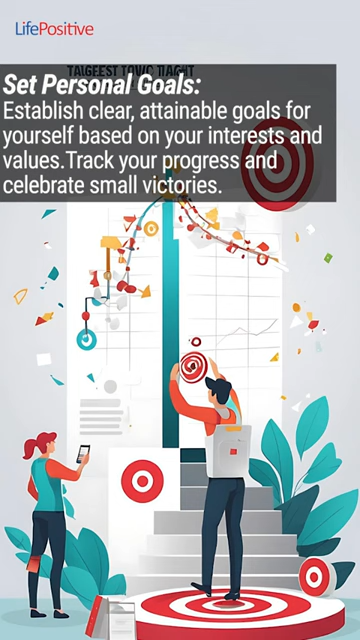 LifePositive
Set Personal Goals:
Establish clear, attainable goals for
yourself based on your interests and
values.Track your progress and
celebrate small victories.